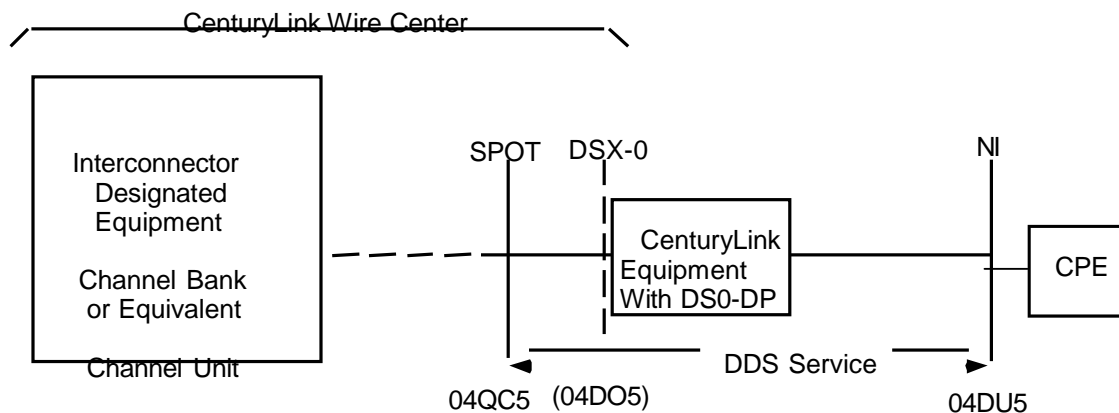 CenturyLink Wire Center
Interconnector
Designated
Equipment
Channel Bank
or Equivalent
Channel Unit
SPOT
DSX-0
NI
CenturyLink
Equipment
With DS0-DP
CPE
DDS Service
04QC5
(04DO5)
04DU5